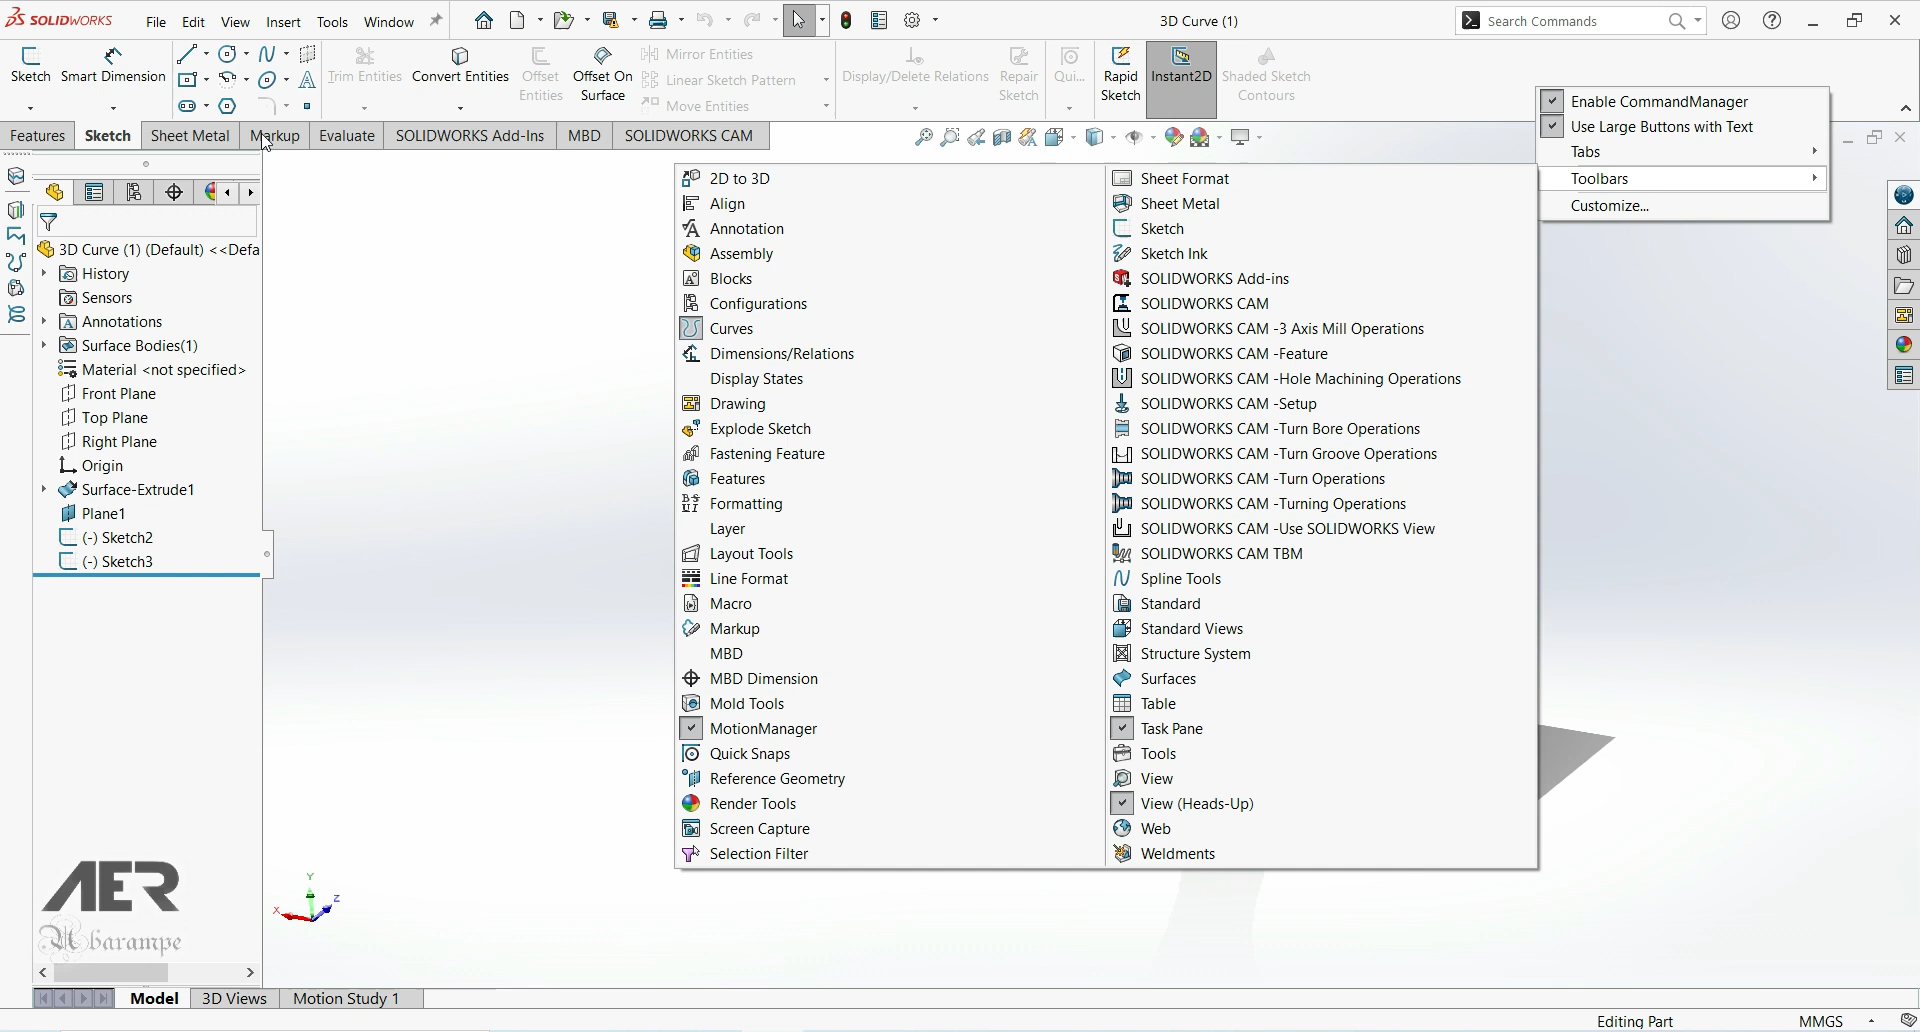 SOLIDWORKS File Edit View Insert Tools Window 3D Curve (1) Search Commands
Sketch Smart Dimension Trim Entities Convert Entities Offset Entities Offset On Surface Mirror Entities Linear Sketch Pattern Move Entities Display/Delete Relations Repair Sketch Qui... Rapid Sketch Instant2D Shaded Sketch Contours
Features Sketch Sheet Metal Markup Evaluate SOLIDWORKS Add-Ins MBD SOLIDWORKS CAM
Enable CommandManager
Use Large Buttons with Text
Tabs
Toolbars
Customize...
3D Curve (1) (Default) <<Defa
History
Sensors
Annotations
Surface Bodies(1)
Material <not specified>
Front Plane
Top Plane
Right Plane
Origin
Surface-Extrude1
Plane1
(-) Sketch2
(-) Sketch3
2D to 3D
Align
Annotation
Assembly
Blocks
Configurations
Curves
Dimensions/Relations
Display States
Drawing
Explode Sketch
Fastening Feature
Features
Formatting
Layer
Layout Tools
Line Format
Macro
Markup
MBD
MBD Dimension
Mold Tools
MotionManager
Quick Snaps
Reference Geometry
Render Tools
Screen Capture
Selection Filter
Sheet Format
Sheet Metal
Sketch
Sketch Ink
SOLIDWORKS Add-ins
SOLIDWORKS CAM
SOLIDWORKS CAM -3 Axis Mill Operations
SOLIDWORKS CAM -Feature
SOLIDWORKS CAM -Hole Machining Operations
SOLIDWORKS CAM -Setup
SOLIDWORKS CAM -Turn Bore Operations
SOLIDWORKS CAM -Turn Groove Operations
SOLIDWORKS CAM -Turn Operations
SOLIDWORKS CAM -Turning Operations
SOLIDWORKS CAM -Use SOLIDWORKS View
SOLIDWORKS CAM TBM
Spline Tools
Standard
Standard Views
Structure System
Surfaces
Table
Task Pane
Tools
View
View (Heads-Up)
Web
Weldments
AER
Abarampe
Y
X
Z
Model 3D Views Motion Study 1
Editing Part MMGS